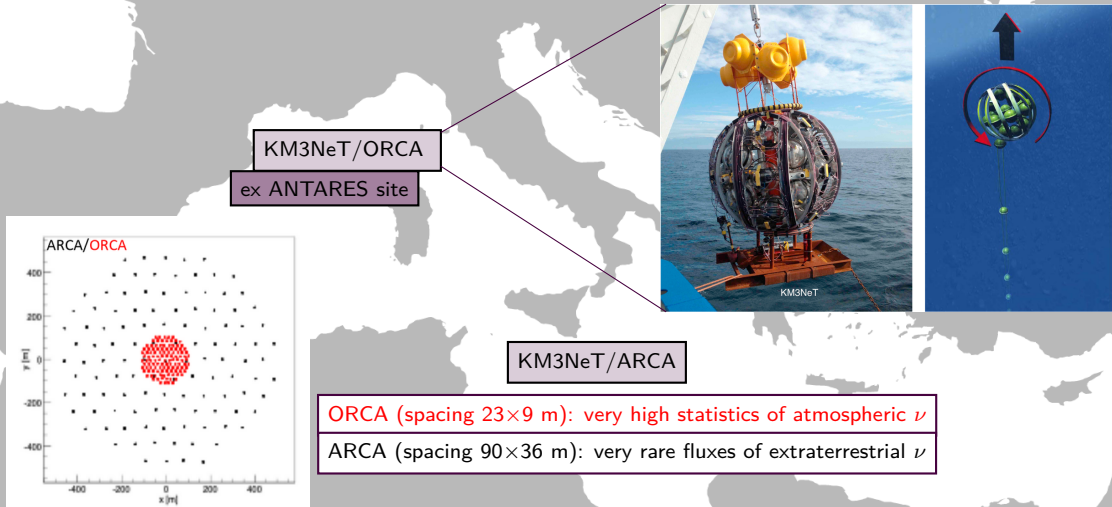 KM3NeT/ORCA
ex ANTARES site
KM3NeT
ARCA/ORCA
400
200
0
-200
-400
y [m]
-400 -200 0 200 400
x [m]
KM3NeT/ARCA
ORCA (spacing 23×9 m): very high statistics of atmospheric ν
ARCA (spacing 90×36 m): very rare fluxes of extraterrestrial ν